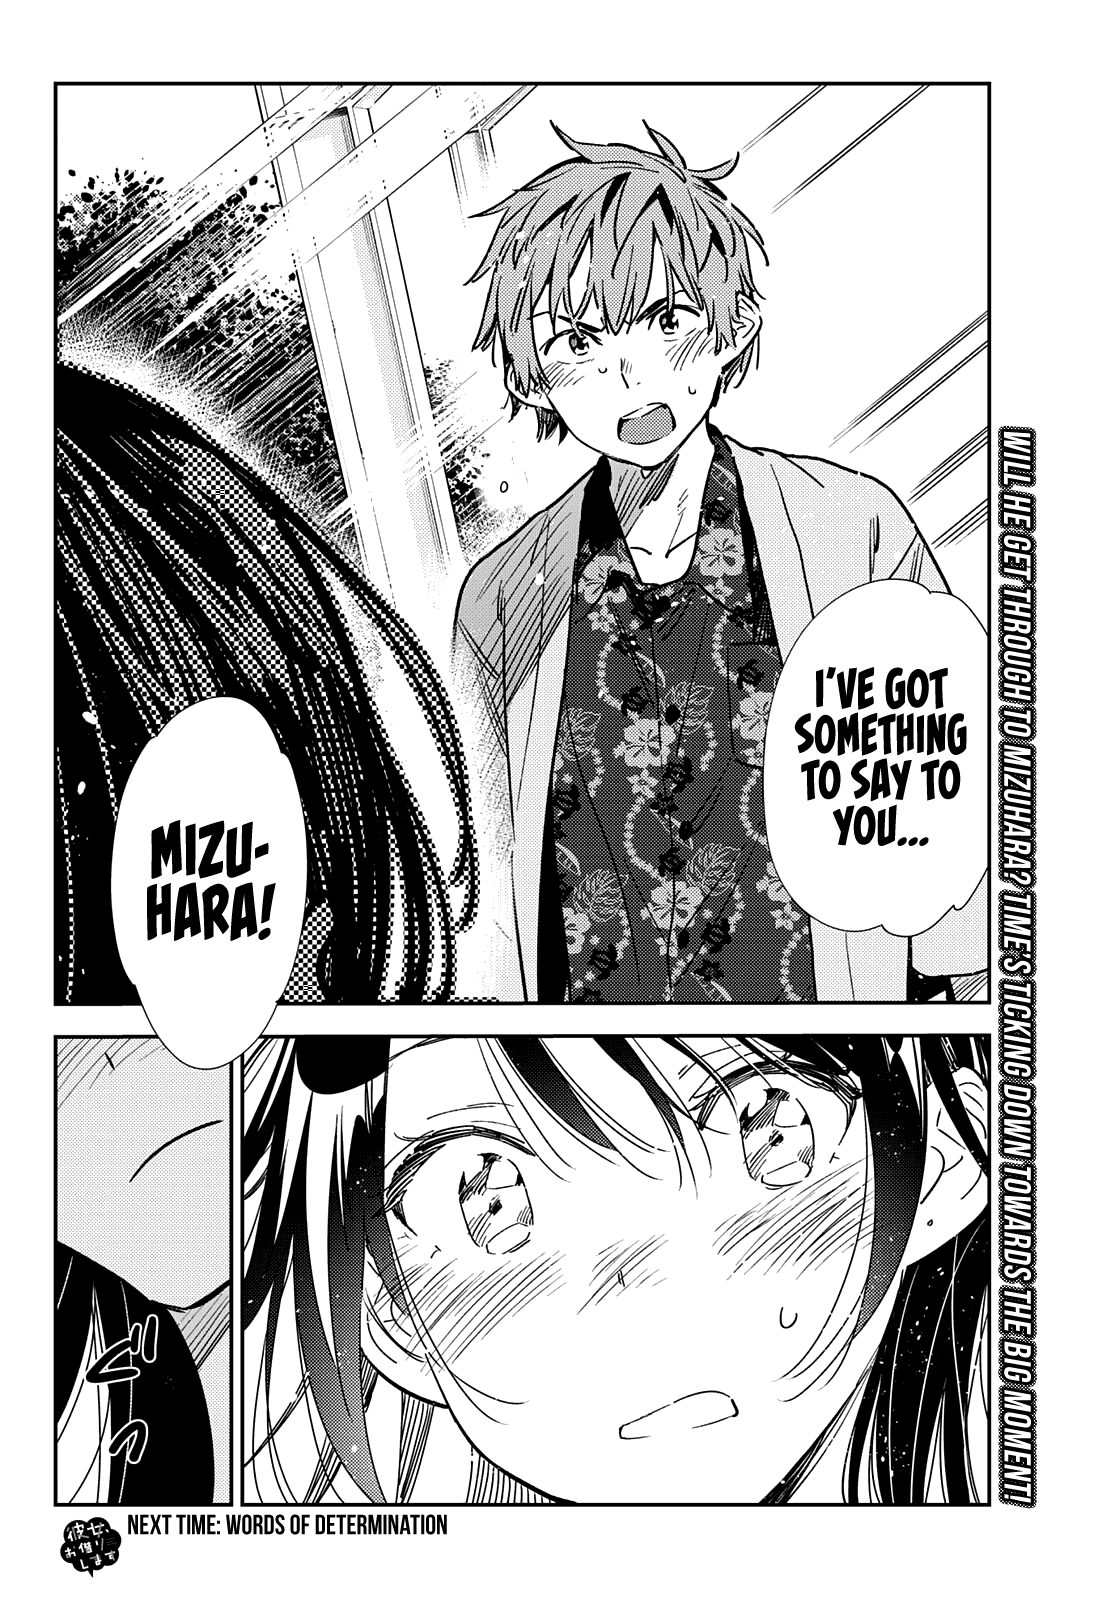 I'VE GOT
SOMETHING
TO SAY TO
YOU...
MIZU-
HARA!
WILL HE GET THROUGH TO MIZUHARA? TIME'S TICKING DOWN TOWARDS THE BIG MOMENT!
ぐっ
NEXT TIME: WORDS OF DETERMINATION
彼女、
お借り
します